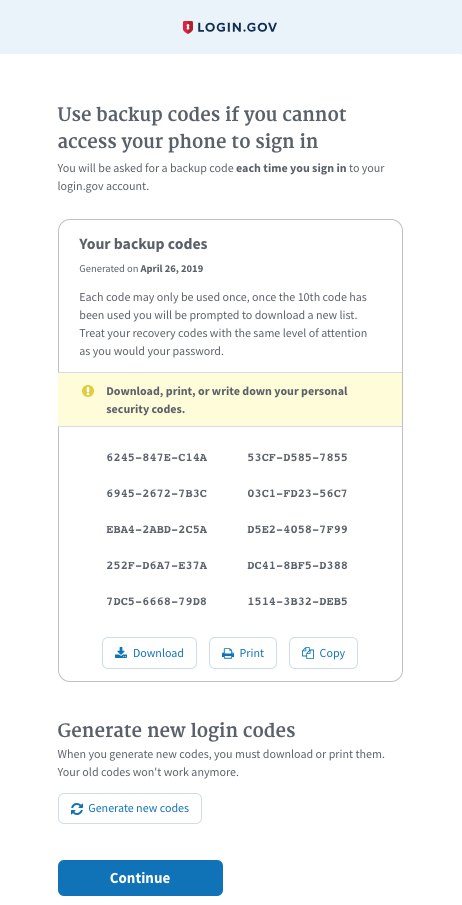 LOGIN.GOV
Use backup codes if you cannot
access your phone to sign in
You will be asked for a backup code each time you sign in to your
login.gov account.
Your backup codes
Generated on April 26, 2019
Each code may only be used once, once the 10th code has
been used you will be prompted to download a new list.
Treat your recovery codes with the same level of attention
as you would your password.
Download, print, or write down your personal
security codes.
6245-847E-C14A 53CF-D585-7855
6945-2672-7B3C 03C1-FD23-56C7
EBA4-2ABD-2C5A D5E2-4058-7F99
252F-D6A7-E37A DC41-8BF5-D388
7DC5-6668-79D8 1514-3B32-DEB5
Download Print Copy
Generate new login codes
When you generate new codes, you must download or print them.
Your old codes won't work anymore.
Generate new codes
Continue